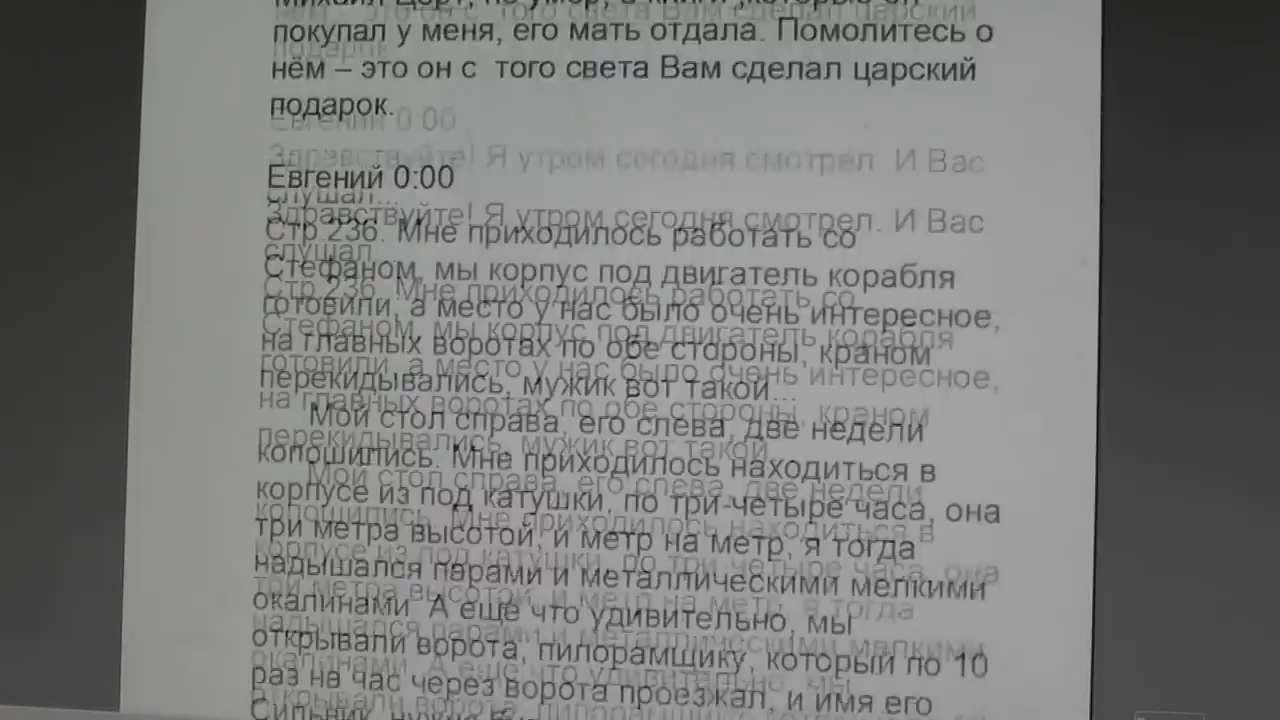 покупал у меня, его мать отдала. Помолитесь о
нём – это он с того света Вам сделал царский
подарок.
Евгений 0:00
Здравствуйте! Я утром сегодня смотрел. И Вас
слушал...
Стр.236. Мне приходилось работать со
Стефаном, мы корпус под двигатель корабля
готовили, а место у нас было очень интересное,
на главных воротах по обе стороны, краном
перекидывались, мужик вот такой...
Мой стол справа, его слева, две недели
копошились. Мне приходилось находиться в
корпусе из под катушки, по три-четыре часа, она
три метра высотой, и метр на метр, я тогда
надышался парами и металлическими мелкими
окалинами. А ещё что удивительно, мы
открывали ворота, пилорамщику, который по 10
раз на час через ворота проезжал, и имя его